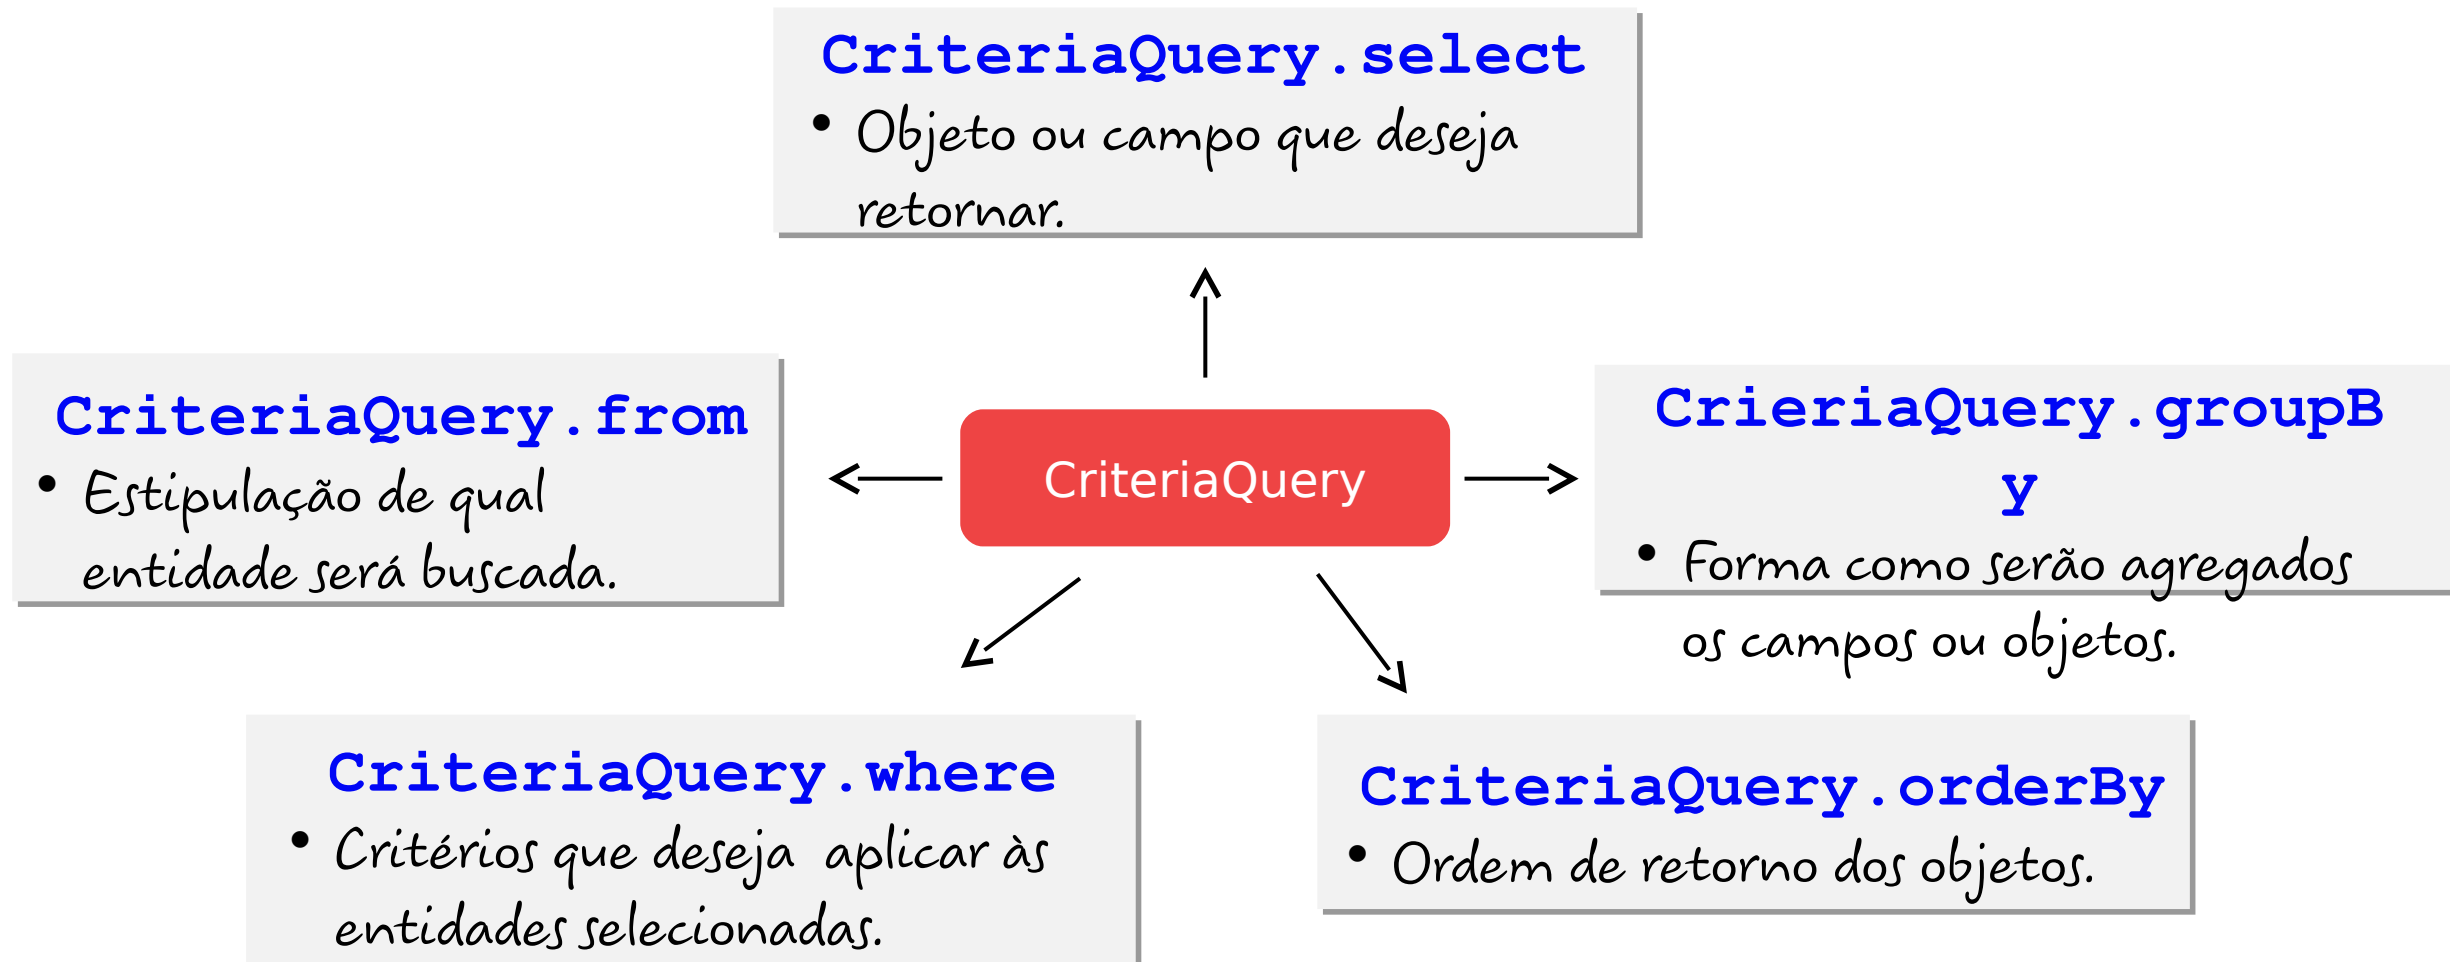 CriteriaQuery.select
• Objeto ou campo que deseja
retornar.
CriteriaQuery.from
• Estipulação de qual
entidade será buscada.
CriteriaQuery
CrieriaQuery.groupB
y
• Forma como serão agregados
os campos ou objetos.
CriteriaQuery.where
• Critérios que deseja  aplicar às
entidades selecionadas.
CriteriaQuery.orderBy
• Ordem de retorno dos objetos.